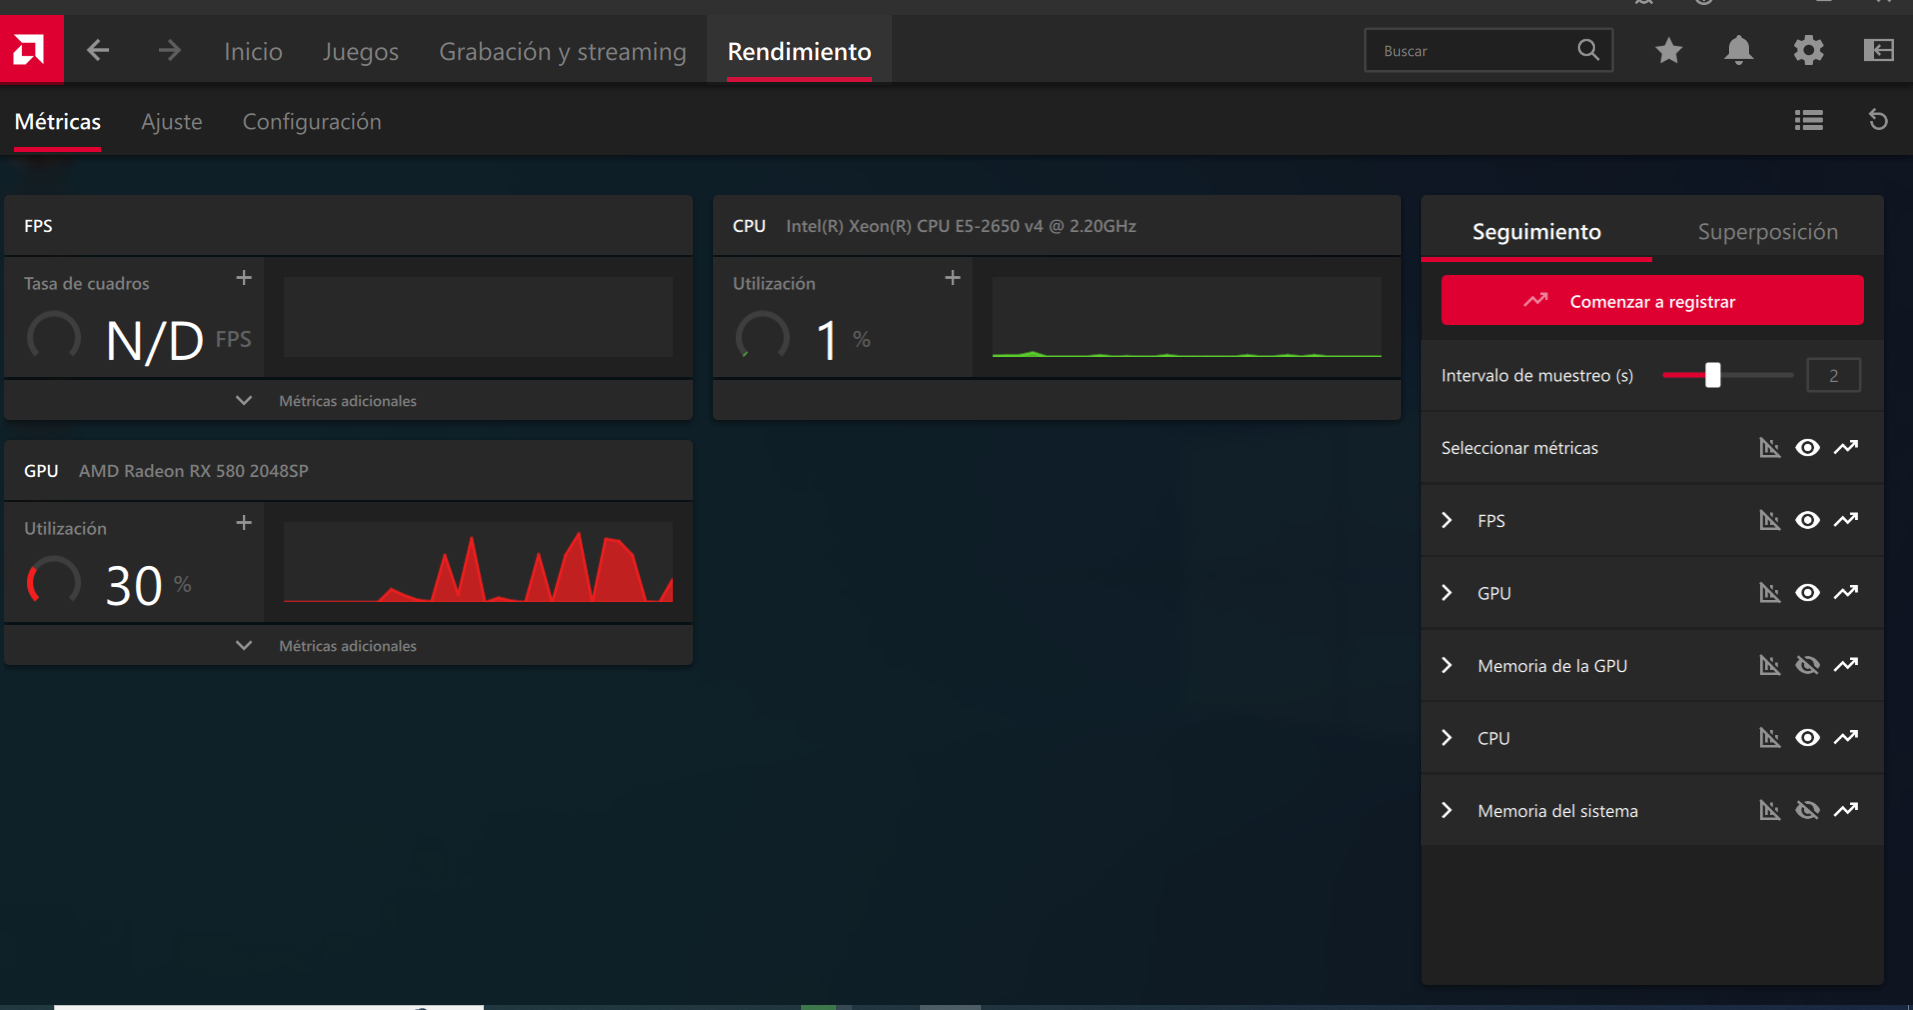 Inicio
Juegos
Grabación y streaming
Rendimiento
Buscar
Métricas
Ajuste
Configuración
FPS
Tasa de cuadros
N/D FPS
Métricas adicionales
CPU Intel(R) Xeon(R) CPU E5-2650 v4 @ 2.20GHz
Utilización
1 %
GPU AMD Radeon RX 580 2048SP
Utilización
30 %
Métricas adicionales
Seguimiento
Superposición
Comenzar a registrar
Intervalo de muestreo (s)
2
Seleccionar métricas
FPS
GPU
Memoria de la GPU
CPU
Memoria del sistema